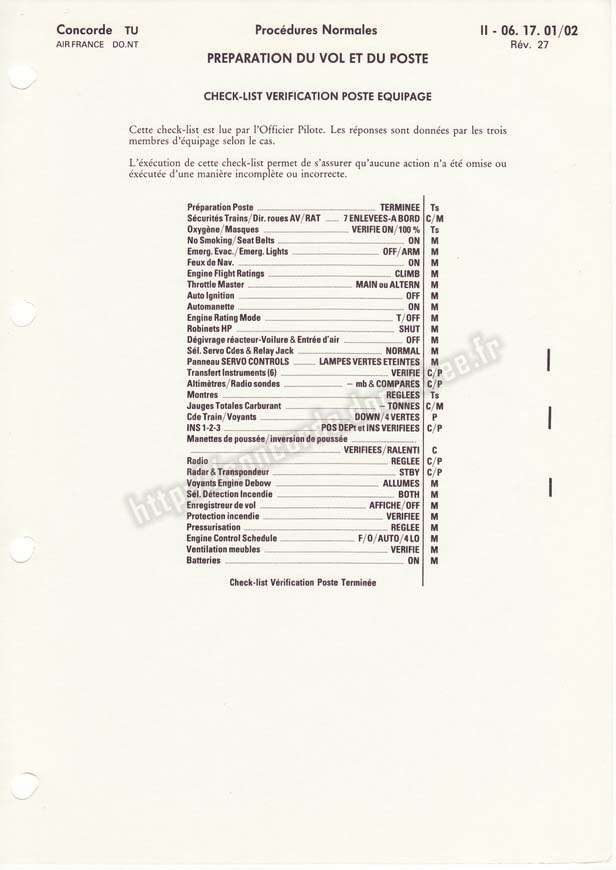 Concorde TU
AIR FRANCE DO.NT
Procédures Normales
II - 06. 17. 01/02
Rév. 27
PREPARATION DU VOL ET DU POSTE
CHECK-LIST VERIFICATION POSTE EQUIPAGE
Cette check-list est lue par l'Officier Pilote. Les réponses sont données par les trois
membres d'équipage selon le cas.
L'éxécution de cette check-list permet de s'assurer qu'aucune action n'a été omise ou
éxécutée d'une manière incomplète ou incorrecte.
Préparation Poste TERMINEE Ts
Sécurités Trains/Dir. roues AV/RAT 7 ENLEVEES-A BORD C/M
Oxygène/Masques VERIFIE ON/100 % Ts
No Smoking/Seat Belts ON M
Emerg. Evac./Emerg. Lights OFF/ARM M
Feux de Nav. ON M
Engine Flight Ratings CLIMB M
Throttle Master MAIN ou ALTERN M
Auto Ignition OFF M
Automanette ON M
Engine Rating Mode T/OFF M
Robinets HP SHUT M
Dégivrage réacteur-Voilure & Entrée d'air OFF M
Sél. Servo Cdes & Relay Jack NORMAL M
Panneau SERVO CONTROLS LAMPES VERTES ETEINTES M
Transfert Instruments (6) VERIFIE C/P
Altimètres/Radio sondes – mb & COMPARES C/P
Montres REGLEES Ts
Jauges Totales Carburant – TONNES C/M
Cde Train/Voyants DOWN/4 VERTES P
INS 1-2-3 POS DEPt et INS VERIFIEES C/P
Manettes de poussée/inversion de poussée
VERIFIEES/RALENTI C
Radio REGLEE C/P
Radar & Transpondeur STBY C/P
Voyants Engine Debow ALLUMES M
Sél. Détection Incendie BOTH M
Enregistreur de vol AFFICHE/OFF M
Protection incendie VERIFIEE M
Pressurisation REGLEE M
Engine Control Schedule F/O/AUTO/4 LO M
Ventilation meubles VERIFIE M
Batteries ON M
Check-list Vérification Poste Terminée